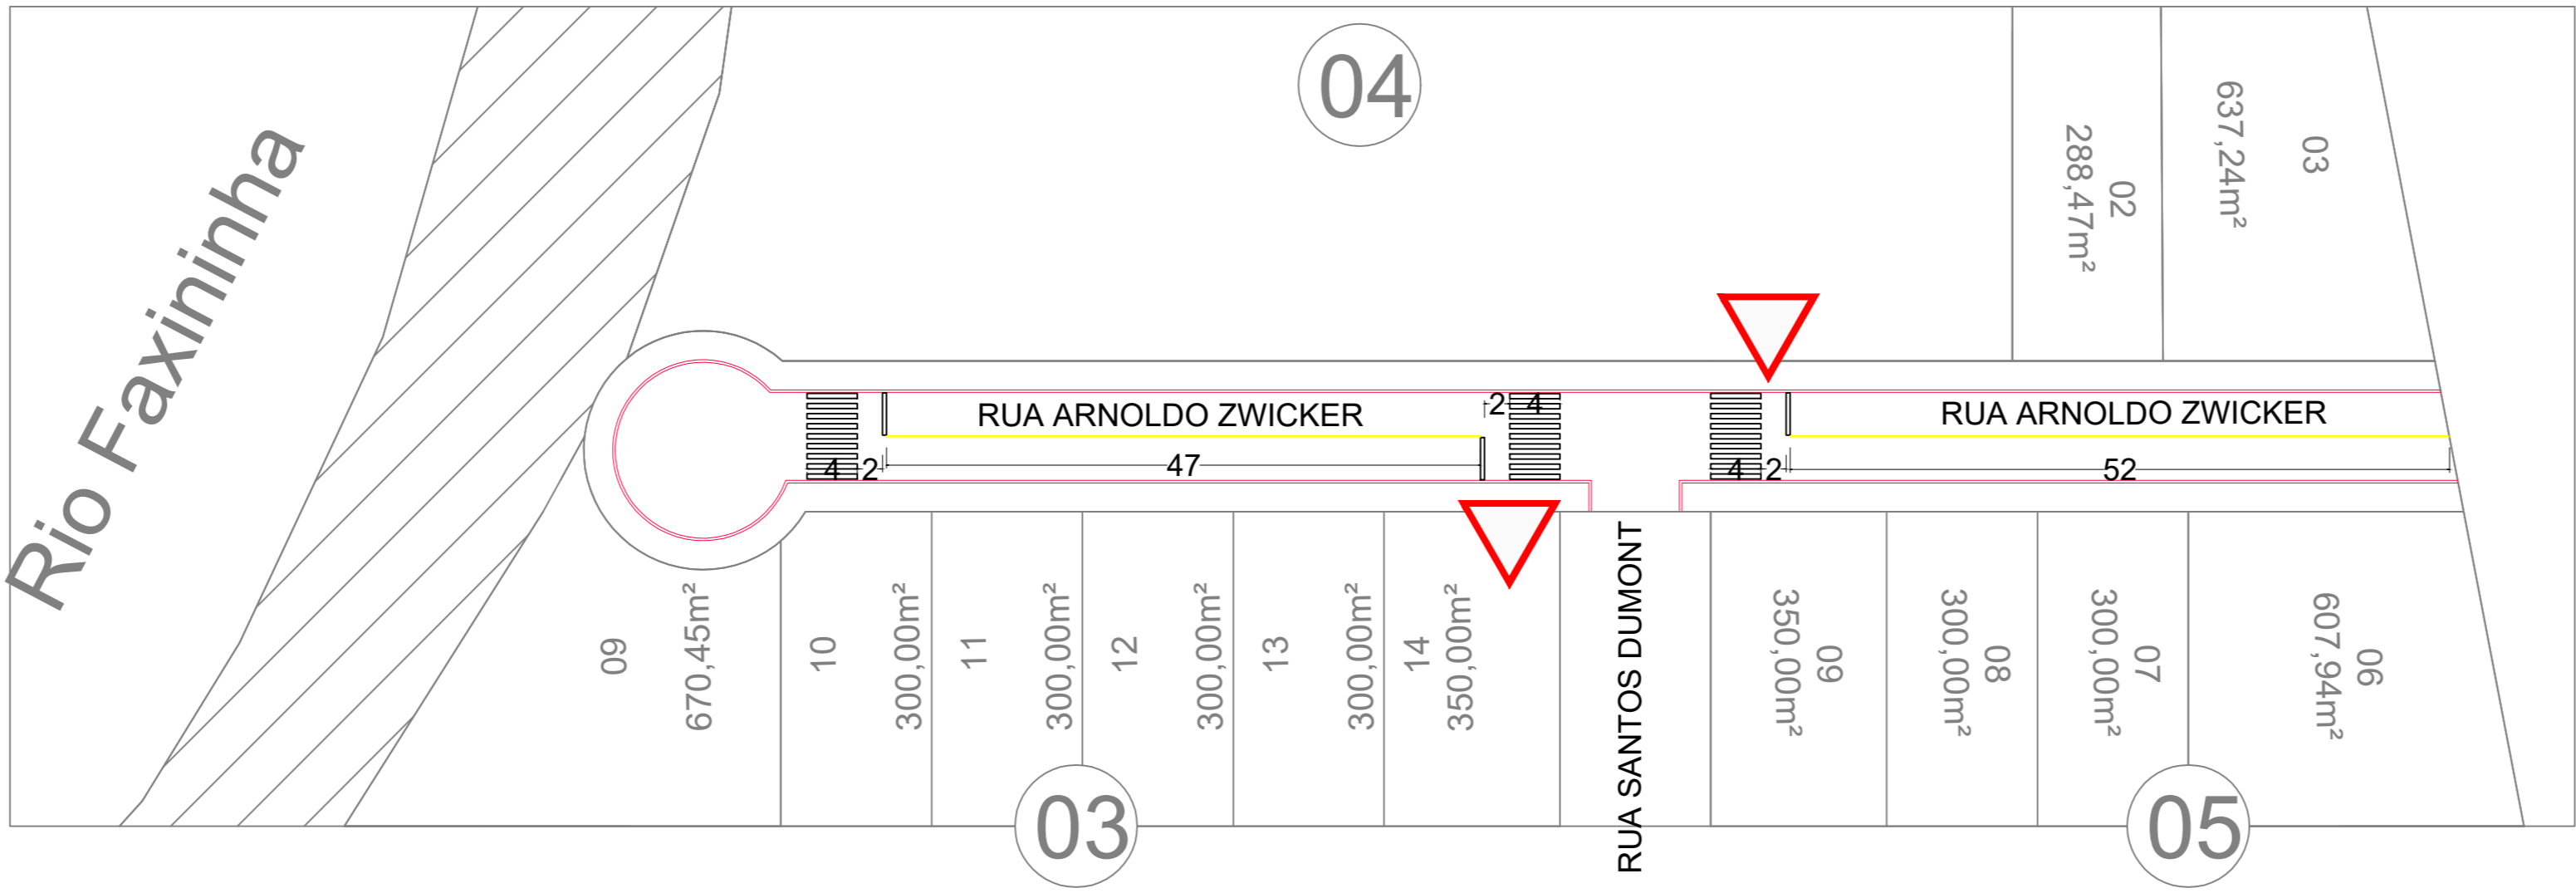 04
03
637,24m²
02
288,47m²
Rio Faxininha
RUA ARNOLDO ZWICKER
2
4
RUA ARNOLDO ZWICKER
4
2
47
4
2
52
RUA SANTOS DUMONT
09
670,45m²
10
300,00m²
11
300,00m²
12
300,00m²
13
300,00m²
14
350,00m²
09
350,00m²
08
300,00m²
07
300,00m²
06
607,94m²
03
05